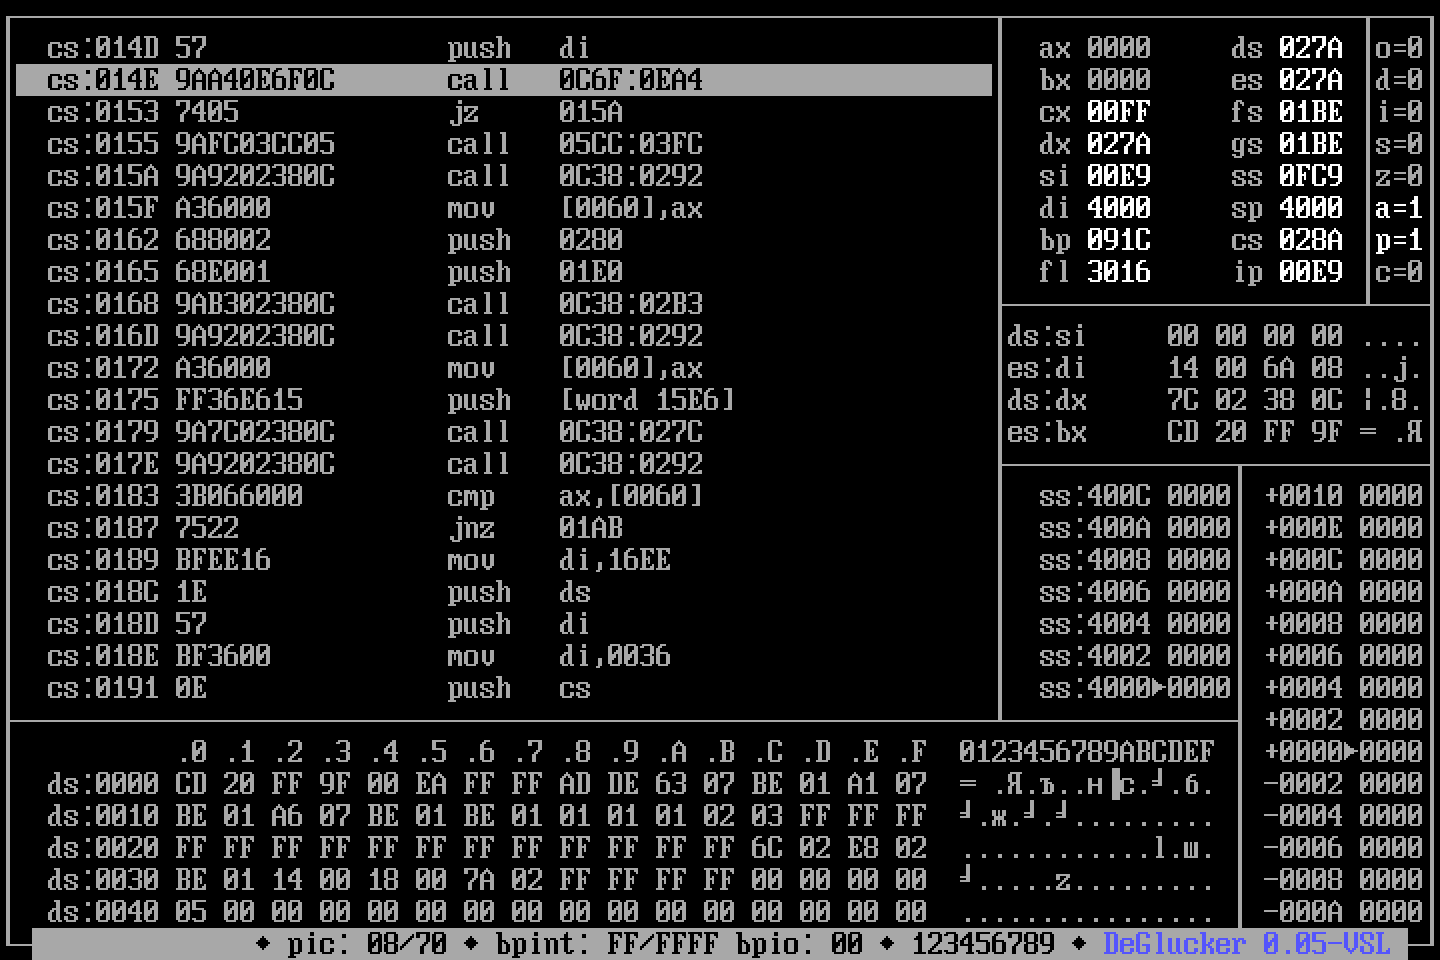 cs:014D 57 push di
cs:014E 9AA40E6F0C call 0C6F:0EA4
cs:0153 7405 jz 015A
cs:0155 9AFC03CC05 call 05CC:03FC
cs:015A 9A9202380C call 0C38:0292
cs:015F A36000 mov [0060],ax
cs:0162 688002 push 0280
cs:0165 68E001 push 01E0
cs:0168 9AB302380C call 0C38:02B3
cs:016D 9A9202380C call 0C38:0292
cs:0172 A36000 mov [0060],ax
cs:0175 FF36E615 push [word 15E6]
cs:0179 9A7C02380C call 0C38:027C
cs:017E 9A9202380C call 0C38:0292
cs:0183 3B066000 cmp ax,[0060]
cs:0187 7522 jnz 01AB
cs:0189 BFEE16 mov di,16EE
cs:018C 1E push ds
cs:018D 57 push di
cs:018E BF3600 mov di,0036
cs:0191 0E push cs
ax 0000 ds 027A o=0
bx 0000 es 027A d=0
cx 00FF fs 01BE i=0
dx 027A gs 01BE s=0
si 00E9 ss 0FC9 z=0
di 4000 sp 4000 a=1
bp 091C cs 028A p=1
fl 3016 ip 00E9 c=0
ds:si 00 00 00 00 ....
es:di 14 00 6A 08 ..j.
ds:dx 7C 02 38 0C ¦.8.
es:bx CD 20 FF 9F = .Я
ss:400C 0000
ss:400A 0000
ss:4008 0000
ss:4006 0000
ss:4004 0000
ss:4002 0000
ss:4000►0000
+0010 0000
+000E 0000
+000C 0000
+000A 0000
+0008 0000
+0006 0000
+0004 0000
+0002 0000
+0000►0000
-0002 0000
-0004 0000
-0006 0000
-0008 0000
-000A 0000
.0 .1 .2 .3 .4 .5 .6 .7 .8 .9 .A .B .C .D .E .F 0123456789ABCDEF
ds:0000 CD 20 FF 9F 00 EA FF FF AD DE 63 07 BE 01 A1 07 = .Я.ъ..н▐c.╛.б.
ds:0010 BE 01 A6 07 BE 01 BE 01 01 01 01 02 03 FF FF FF ╛.ж.╛.╛.........
ds:0020 FF FF FF FF FF FF FF FF FF FF FF FF 6C 02 E8 02 ............l.ш.
ds:0030 BE 01 14 00 18 00 7A 02 FF FF FF FF 00 00 00 00 ╛.....z.........
ds:0040 05 00 00 00 00 00 00 00 00 00 00 00 00 00 00 00 ................
♦ pic: 08/70 ♦ bpint: FF/FFFF bpio: 00 ♦ 123456789 ♦ DeGlucker 0.05-VSL